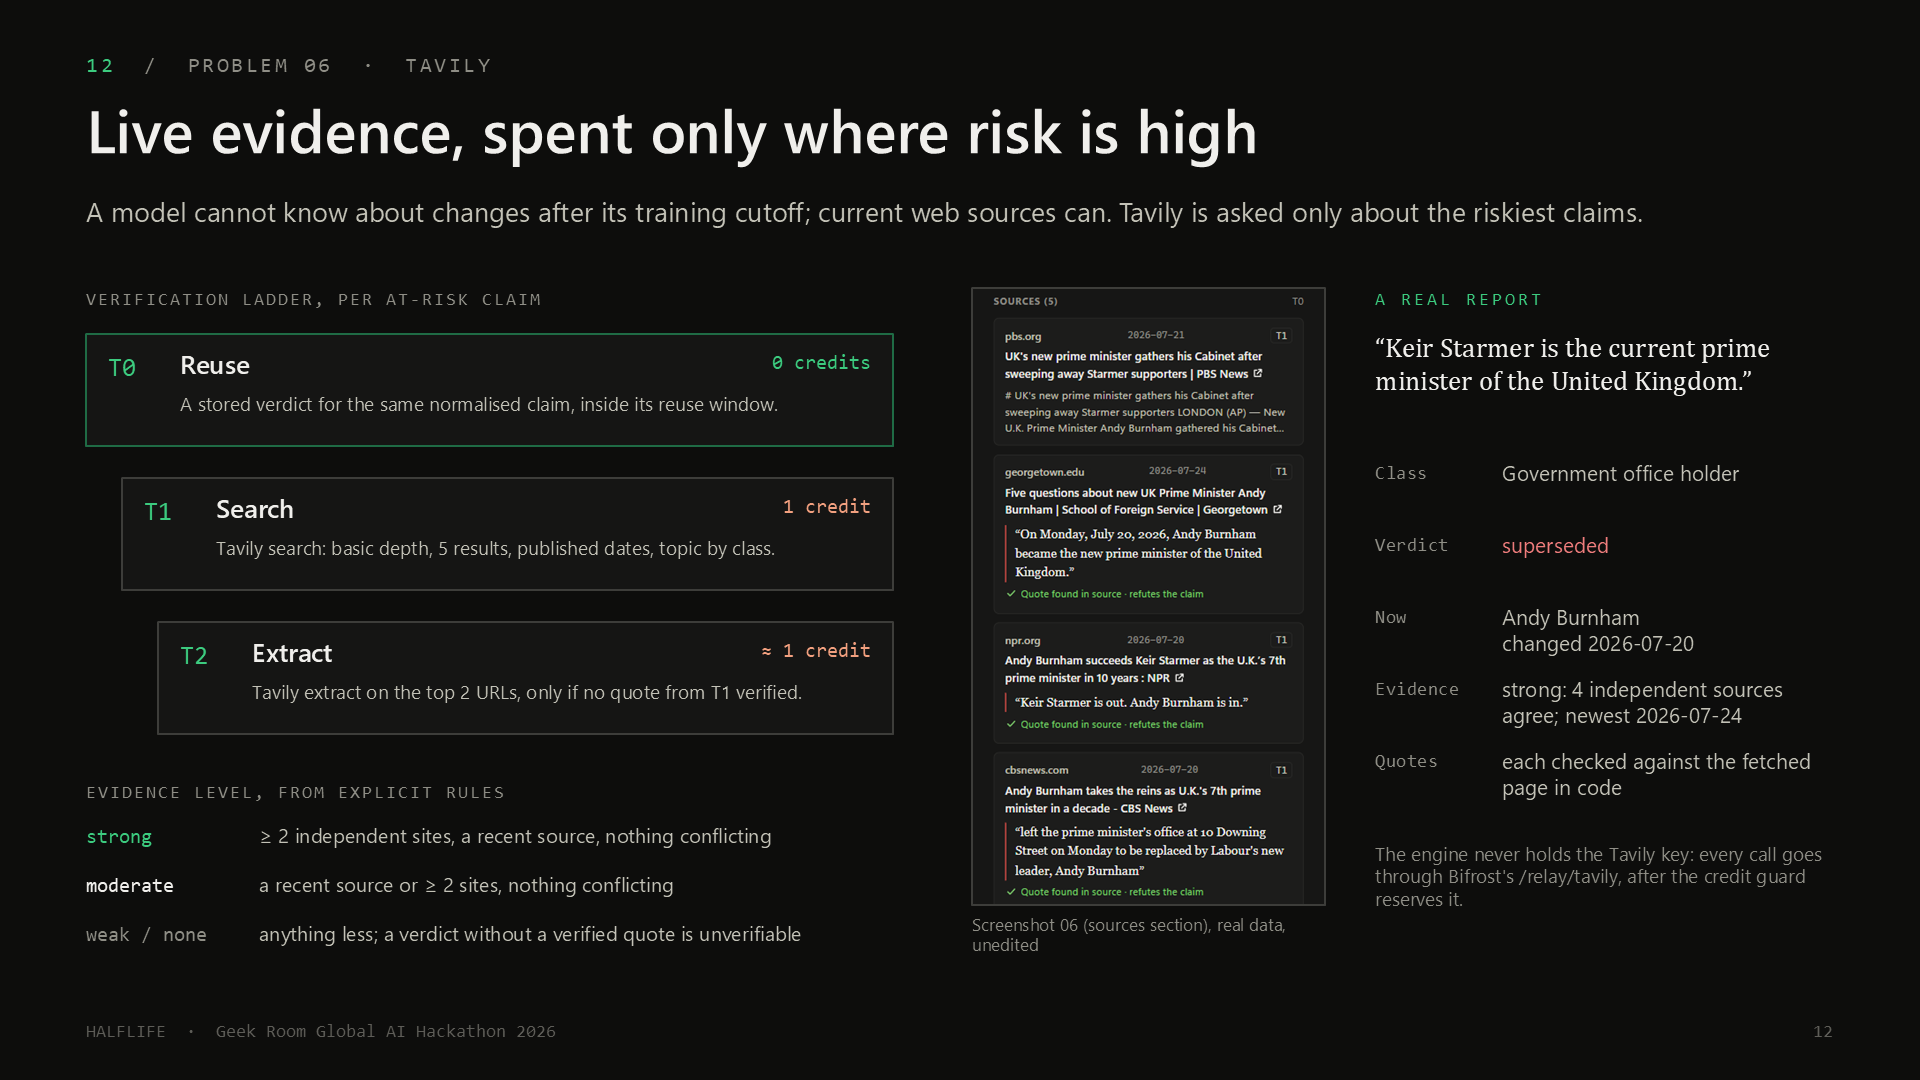 12 / PROBLEM 06 · TAVILY
Live evidence, spent only where risk is high
A model cannot know about changes after its training cutoff; current web sources can. Tavily is asked only about the riskiest claims.
VERIFICATION LADDER, PER AT-RISK CLAIM
T0 Reuse 0 credits
A stored verdict for the same normalised claim, inside its reuse window.
T1 Search 1 credit
Tavily search: basic depth, 5 results, published dates, topic by class.
T2 Extract ≈ 1 credit
Tavily extract on the top 2 URLs, only if no quote from T1 verified.
EVIDENCE LEVEL, FROM EXPLICIT RULES
strong ≥ 2 independent sites, a recent source, nothing conflicting
moderate a recent source or ≥ 2 sites, nothing conflicting
weak / none anything less; a verdict without a verified quote is unverifiable
SOURCES (5) T0
pbs.org 2026-07-21 T1
UK's new prime minister gathers his Cabinet after
sweeping away Starmer supporters | PBS News
# UK's new prime minister gathers his Cabinet after
sweeping away Starmer supporters LONDON (AP) — New
U.K. Prime Minister Andy Burnham gathered his Cabinet...
georgetown.edu 2026-07-24 T1
Five questions about new UK Prime Minister Andy
Burnham | School of Foreign Service | Georgetown
“On Monday, July 20, 2026, Andy Burnham
became the new prime minister of the United
Kingdom.”
✓ Quote found in source · refutes the claim
npr.org 2026-07-20 T1
Andy Burnham succeeds Keir Starmer as the U.K.'s 7th
prime minister in 10 years : NPR
“Keir Starmer is out. Andy Burnham is in.”
✓ Quote found in source · refutes the claim
cbsnews.com 2026-07-20 T1
Andy Burnham takes the reins as U.K.'s 7th prime
minister in a decade - CBS News
“left the prime minister's office at 10 Downing
Street on Monday to be replaced by Labour's new
leader, Andy Burnham”
✓ Quote found in source · refutes the claim
Screenshot 06 (sources section), real data,
unedited
A REAL REPORT
“Keir Starmer is the current prime
minister of the United Kingdom.”
Class Government office holder
Verdict superseded
Now Andy Burnham
changed 2026-07-20
Evidence strong: 4 independent sources
agree; newest 2026-07-24
Quotes each checked against the fetched
page in code
The engine never holds the Tavily key: every call goes
through Bifrost's /relay/tavily, after the credit guard
reserves it.
HALFLIFE · Geek Room Global AI Hackathon 2026
12